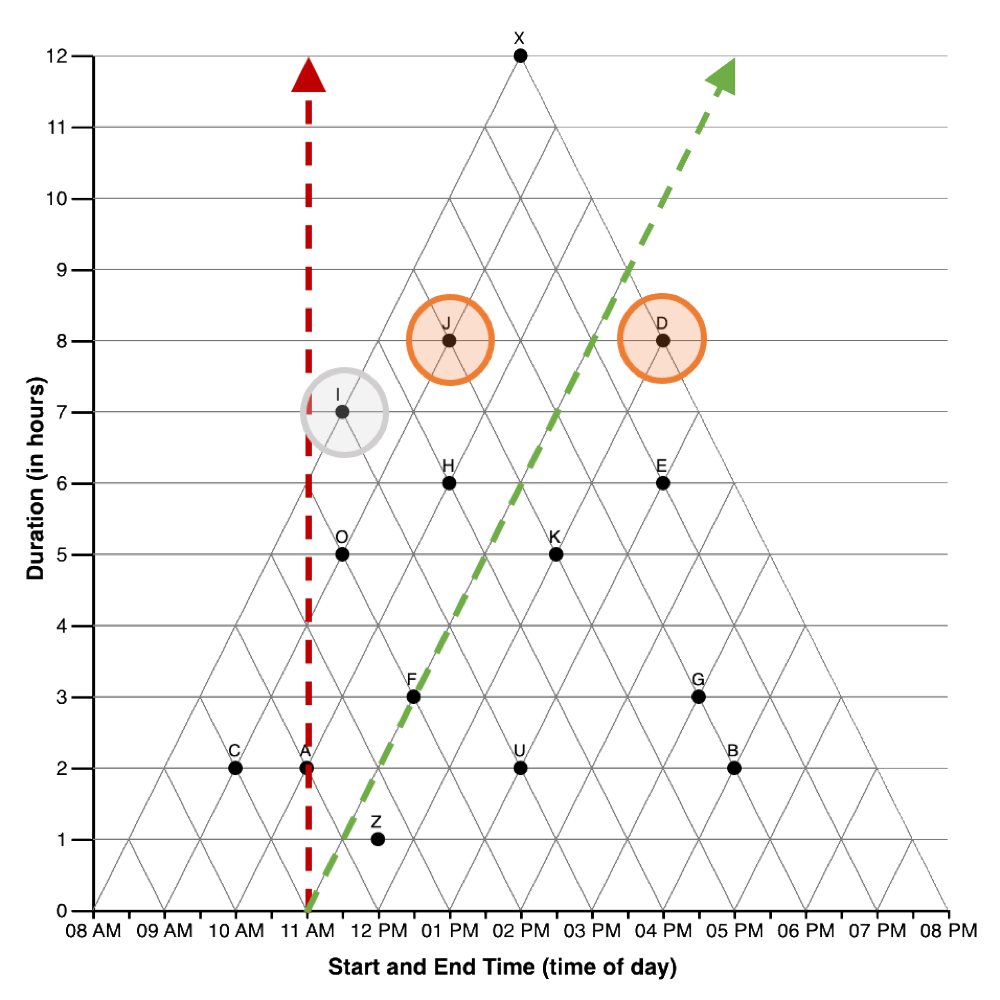 X
12
11
10
9
J
D
8
I
7
H
E
6
O
K
5
4
F
G
3
C
A
U
B
2
Z
1
0
08 AM 09 AM 10 AM 11 AM 12 PM 01 PM 02 PM 03 PM 04 PM 05 PM 06 PM 07 PM 08 PM
Start and End Time (time of day)
Duration (in hours)